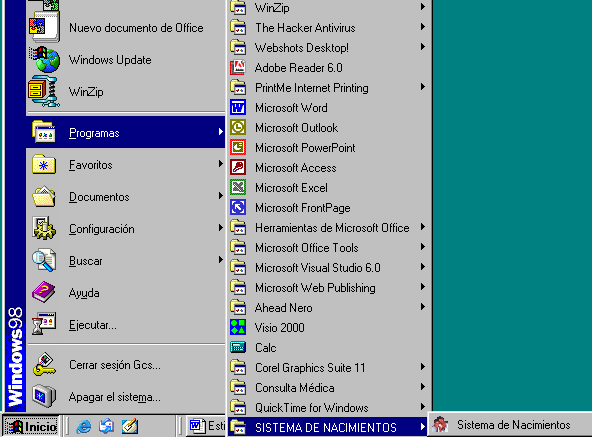 Nuevo documento de Office
Windows Update
WinZip
Programas
Favoritos
Documentos
Configuración
Buscar
Ayuda
Ejecutar...
Cerrar sesión Gcs...
Apagar el sistema...
Windows98
WinZip
The Hacker Antivirus
Webshots Desktop!
Adobe Reader 6.0
PrintMe Internet Printing
Microsoft Word
Microsoft Outlook
Microsoft PowerPoint
Microsoft Access
Microsoft Excel
Microsoft FrontPage
Herramientas de Microsoft Office
Microsoft Office Tools
Microsoft Visual Studio 6.0
Microsoft Web Publishing
Ahead Nero
Visio 2000
Calc
Corel Graphics Suite 11
Consulta Médica
QuickTime for Windows
SISTEMA DE NACIMIENTOS
Sistema de Nacimientos
Inicio
Esti